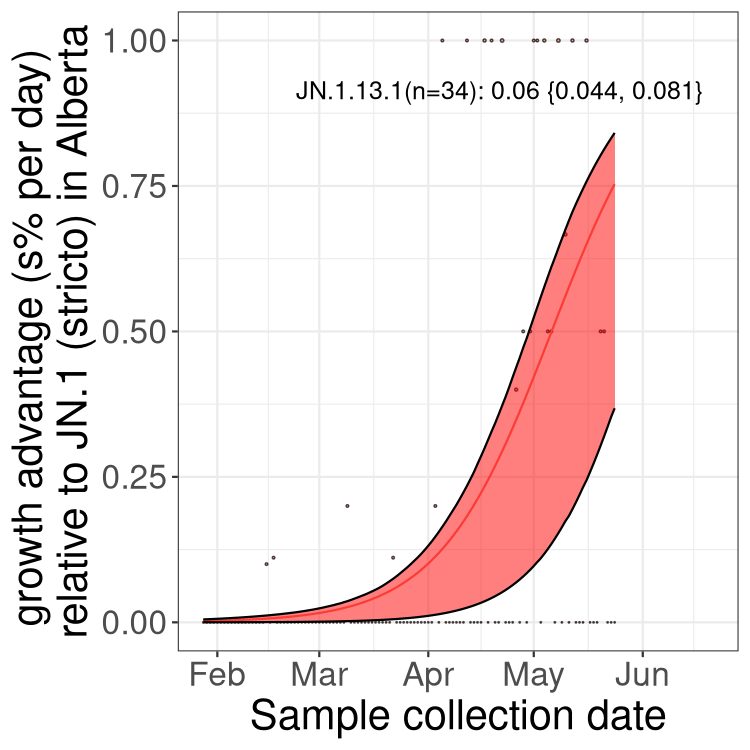 growth advantage (s% per day)
relative to JN.1 (stricto) in Alberta
1.00
0.75
0.50
0.25
0.00
JN.1.13.1(n=34): 0.06 {0.044, 0.081}
Feb Mar Apr May Jun
Sample collection date